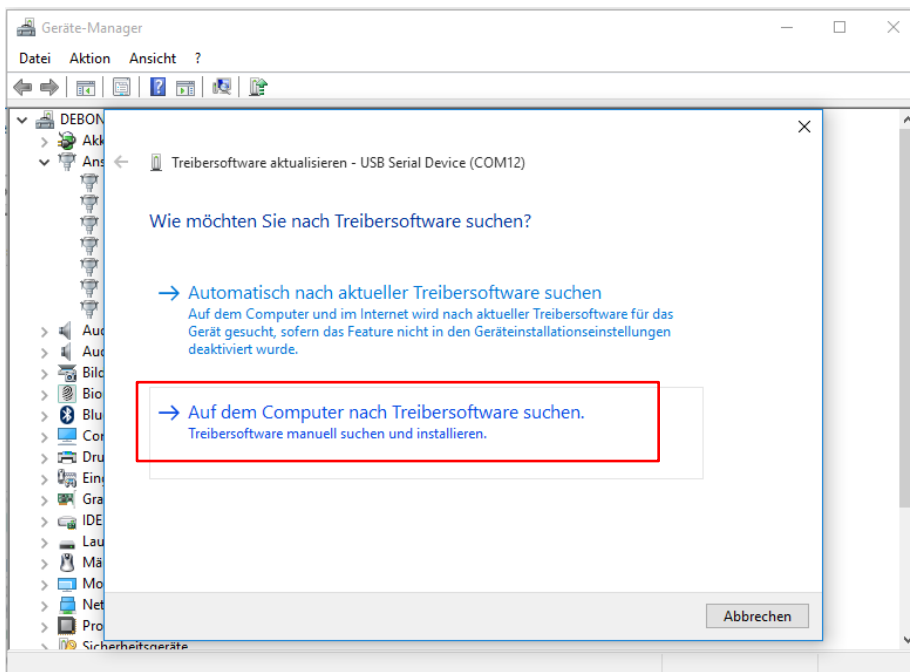 Geräte-Manager
Datei Aktion Ansicht ?
DEBON
Akk
Ans
Treibersoftware aktualisieren - USB Serial Device (COM12)
Wie möchten Sie nach Treibersoftware suchen?
Automatisch nach aktueller Treibersoftware suchen
Auf dem Computer und im Internet wird nach aktueller Treibersoftware für das
Gerät gesucht, sofern das Feature nicht in den Geräteinstallationseinstellungen
deaktiviert wurde.
Auf dem Computer nach Treibersoftware suchen.
Treibersoftware manuell suchen und installieren.
Aud
Aud
Bild
Bio
Blu
Con
Dru
Eing
Gra
IDE
Lau
Mä
Mo
Net
Pro
Sicherheitsgeräte
Abbrechen